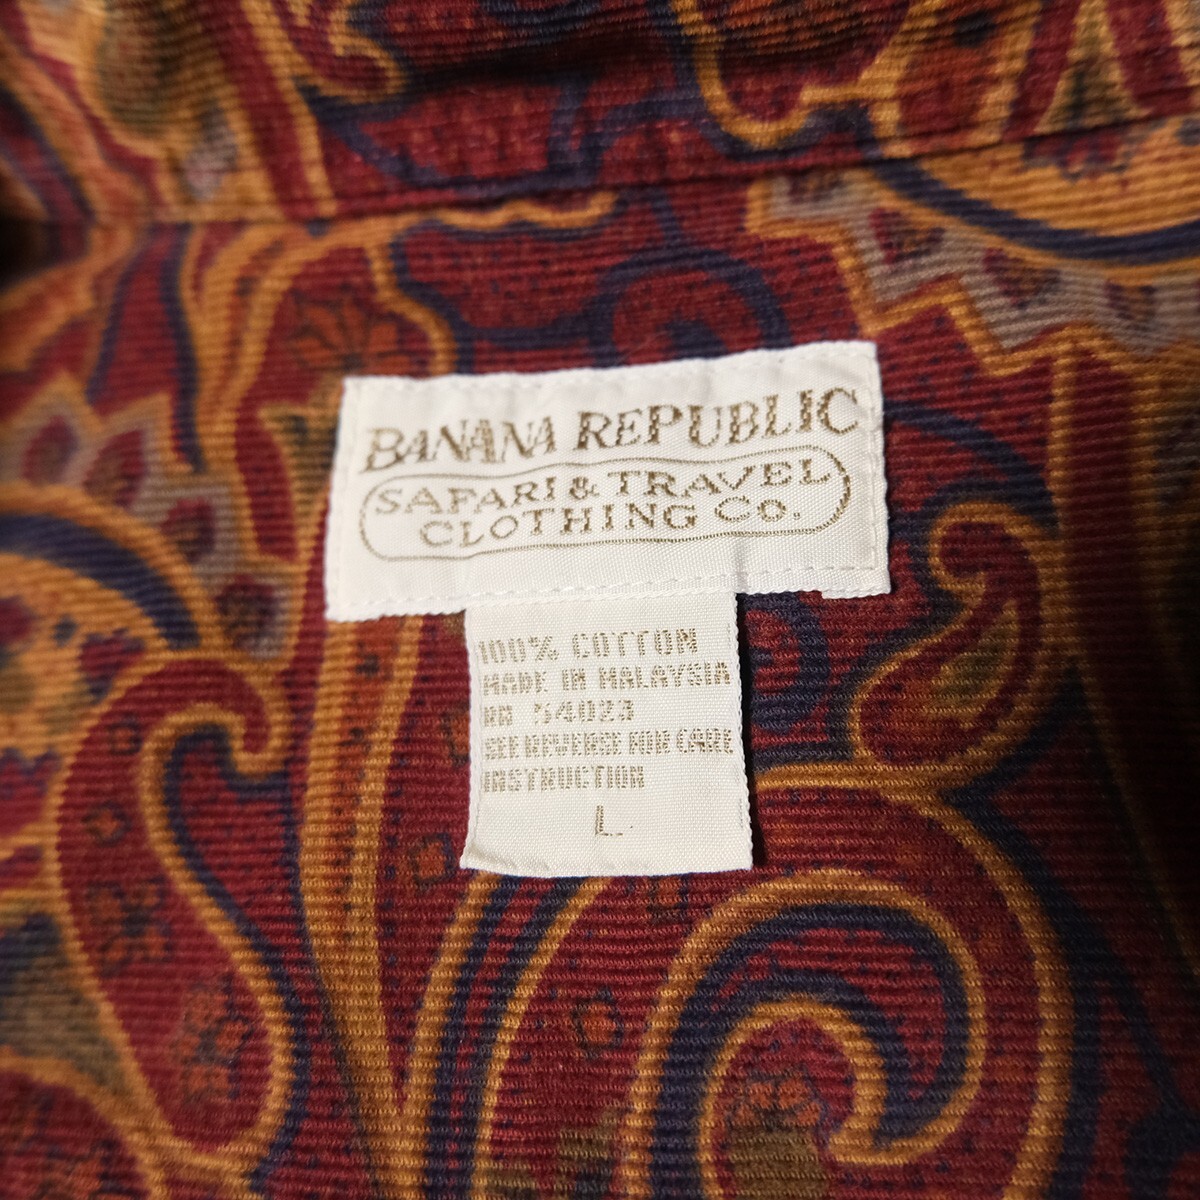 BANANA REPUBLIC
SAFARI & TRAVEL
CLOTHING Co.
100% COTTON
MADE IN MALAYSIA
RN 54023
SEE REVERSE FOR CARE
INSTRUCTION
L